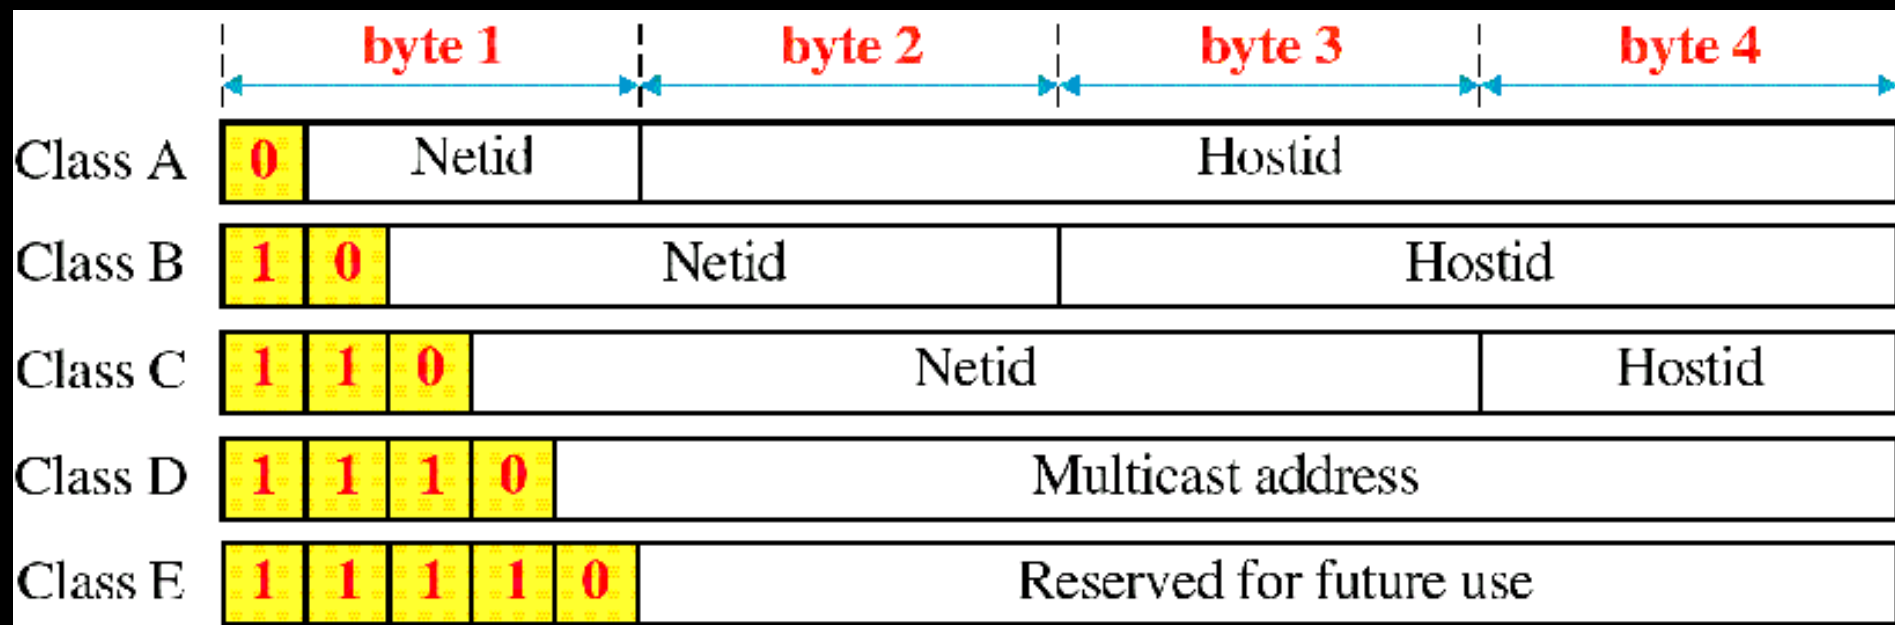 byte 1 byte 2 byte 3 byte 4
Class A 0 Netid Hostid
Class B 1 0 Netid Hostid
Class C 1 1 0 Netid Hostid
Class D 1 1 1 0 Multicast address
Class E 1 1 1 1 0 Reserved for future use